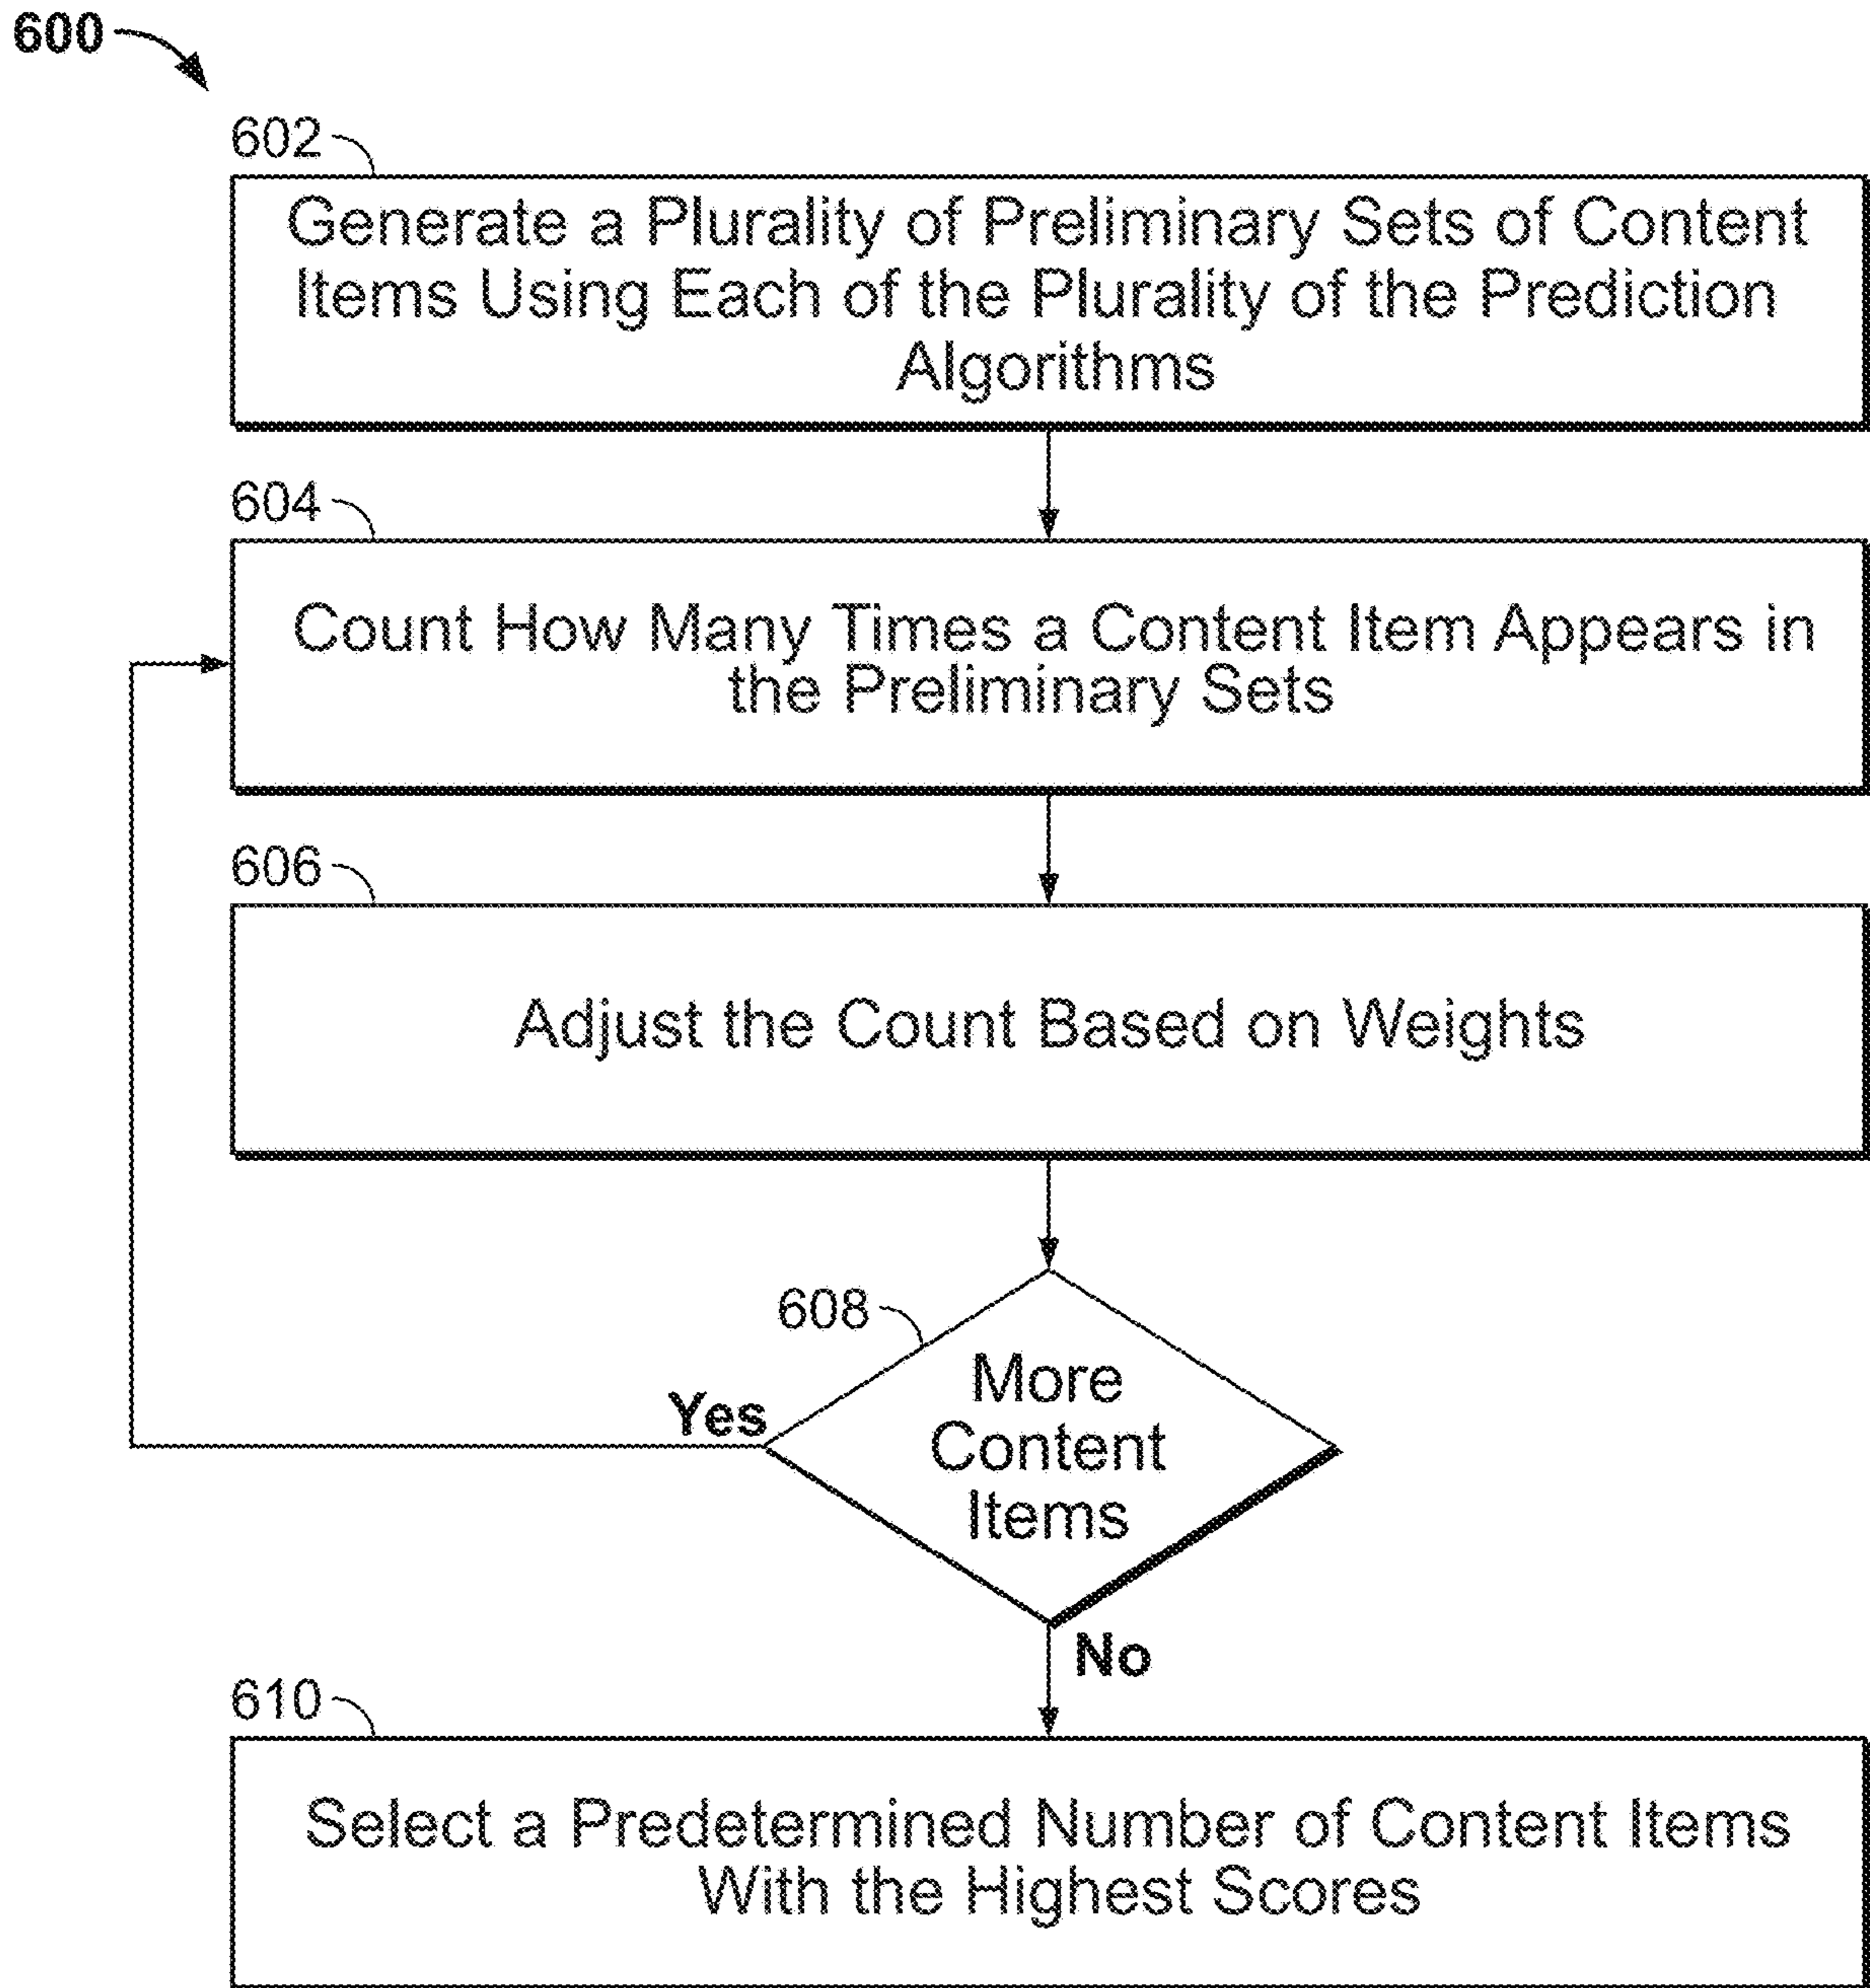 600
602
Generate a Plurality of Preliminary Sets of Content
Items Using Each of the Plurality of the Prediction
Algorithms
604
Count How Many Times a Content Item Appears in
the Preliminary Sets
606
Adjust the Count Based on Weights
608
More
Content
Items
Yes
No
610
Select a Predetermined Number of Content Items
With the Highest Scores